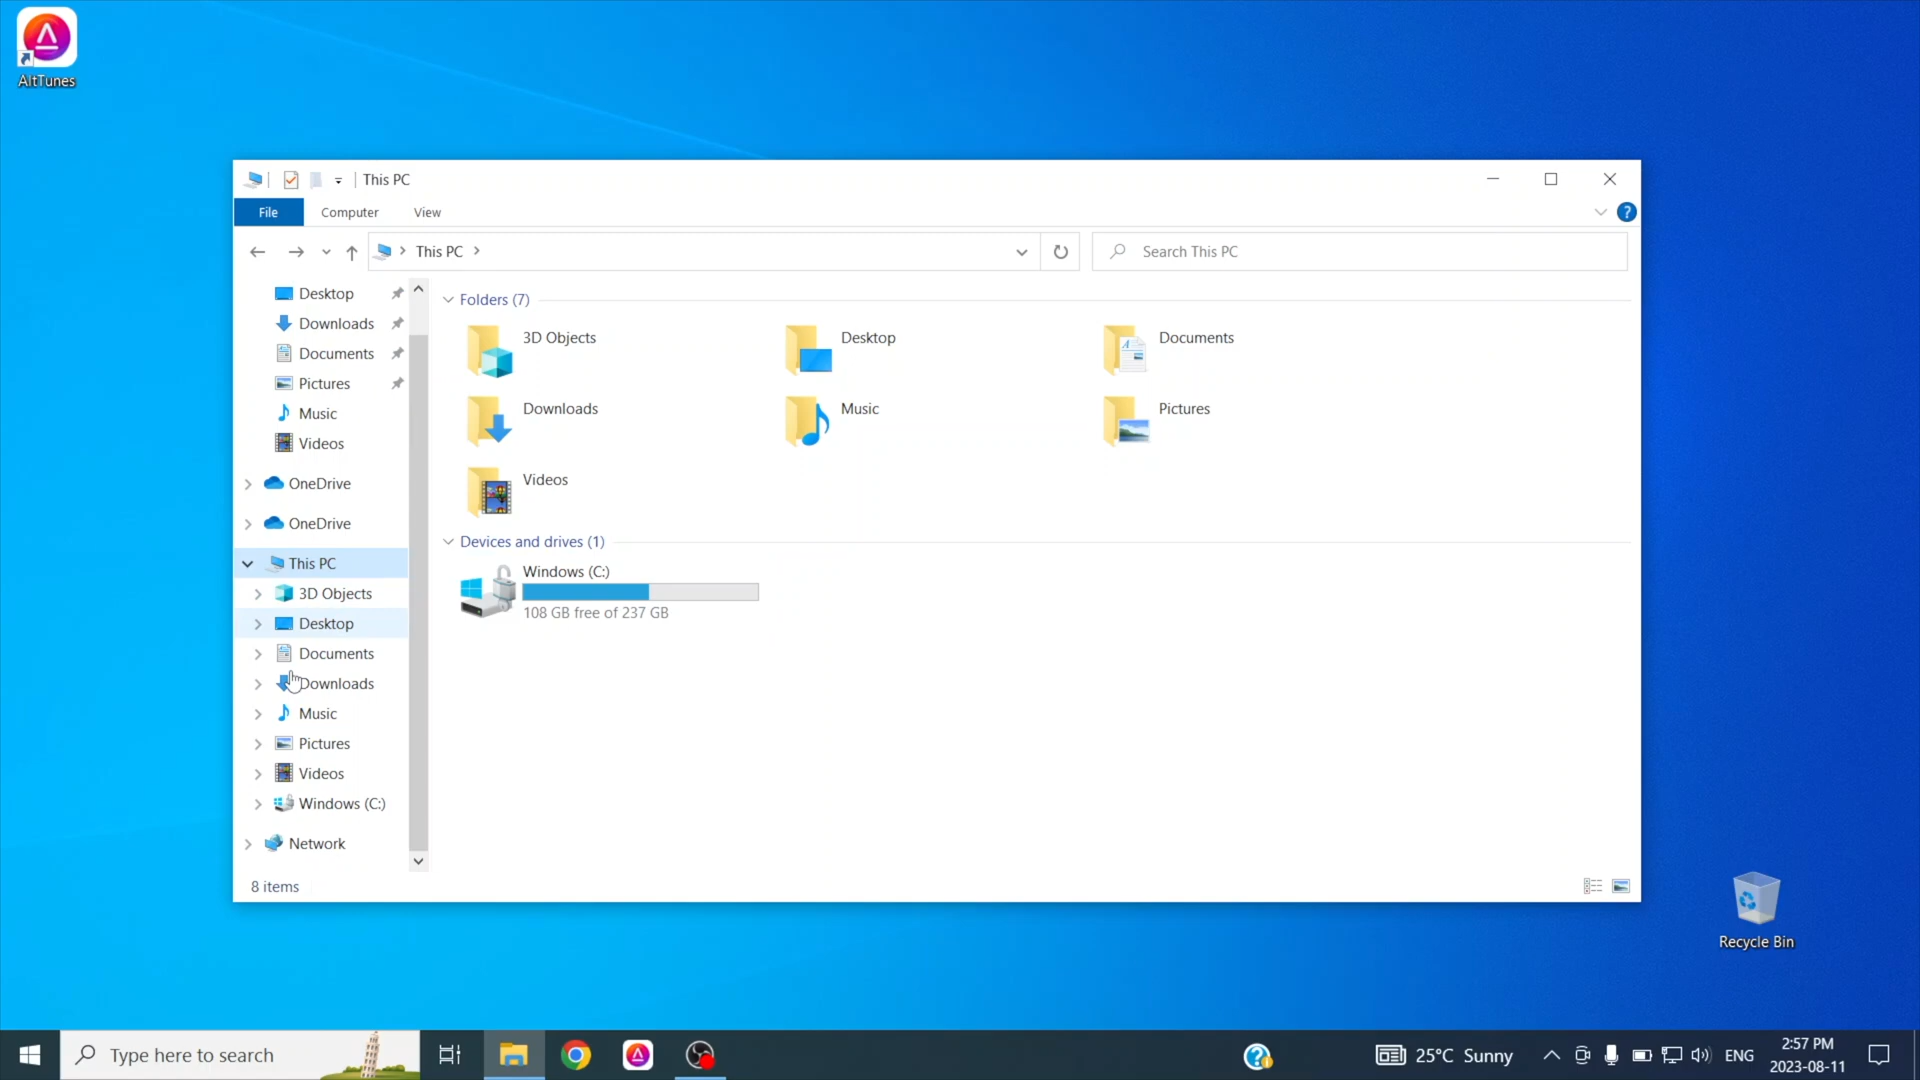 AltTunes
This PC
File
Computer
View
?
This PC
Search This PC
Desktop
Downloads
Documents
Pictures
Music
Videos
OneDrive
OneDrive
This PC
3D Objects
Desktop
Documents
Downloads
Music
Pictures
Videos
Windows (C:)
Network
Folders (7)
3D Objects
Desktop
Documents
Downloads
Music
Pictures
Videos
Devices and drives (1)
Windows (C:)
108 GB free of 237 GB
8 items
Recycle Bin
Type here to search
?
25°C Sunny
ENG
2:57 PM
2023-08-11